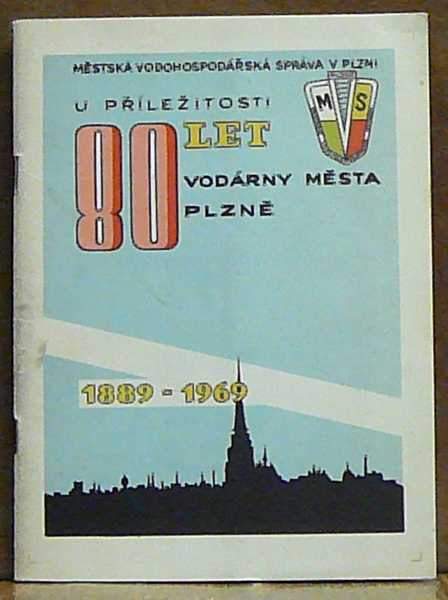 MĚSTSKÁ VODOHOSPODÁŘSKÁ SPRÁVA V PLZNI
U PŘÍLEŽITOSTI
80 LET
VODÁRNY MĚSTA
PLZNĚ
M V S
1889 - 1969